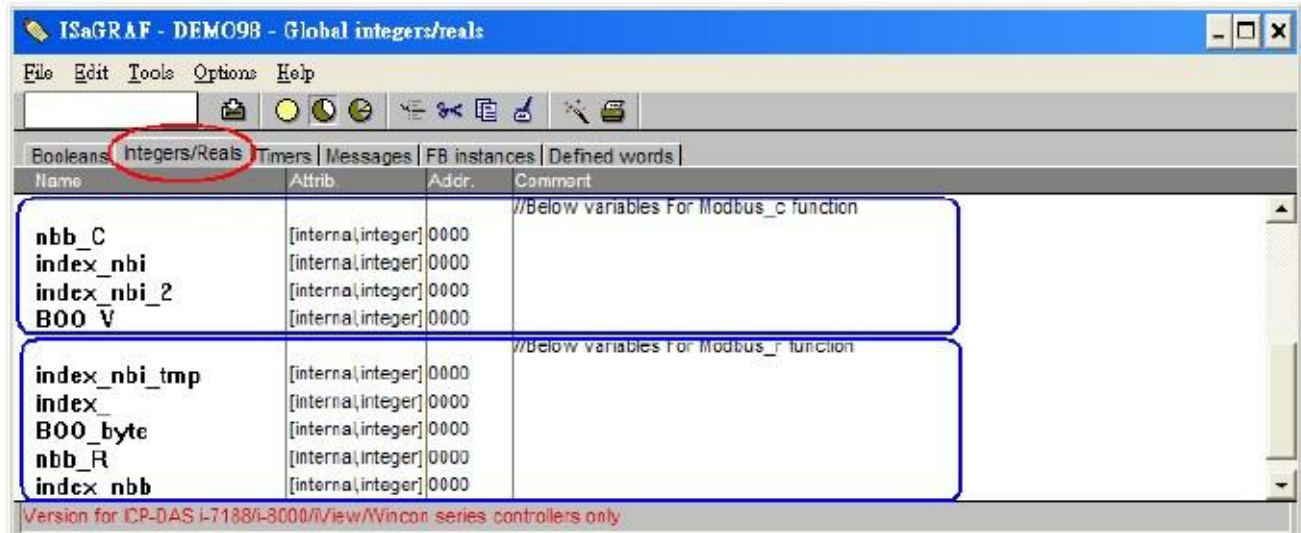 ISaGRAF - DEMO98 - Global integers/reals
File Edit Tools Options Help
Booleans Integers/Reals Timers Messages FB instances Defined words
Name Attrib. Addr. Comment
//Below variables For Modbus_c function
nbb_C [internal,integer] 0000
index_nbi [internal,integer] 0000
index_nbi_2 [internal,integer] 0000
BOO_V [internal,integer] 0000
//Below variables For Modbus_r function
index_nbi_tmp [internal,integer] 0000
index_ [internal,integer] 0000
BOO_byte [internal,integer] 0000
nbb_R [internal,integer] 0000
index_nbb [internal,integer] 0000
Version for ICP-DAS i-7188/i-8000/iView/Wincon series controllers only